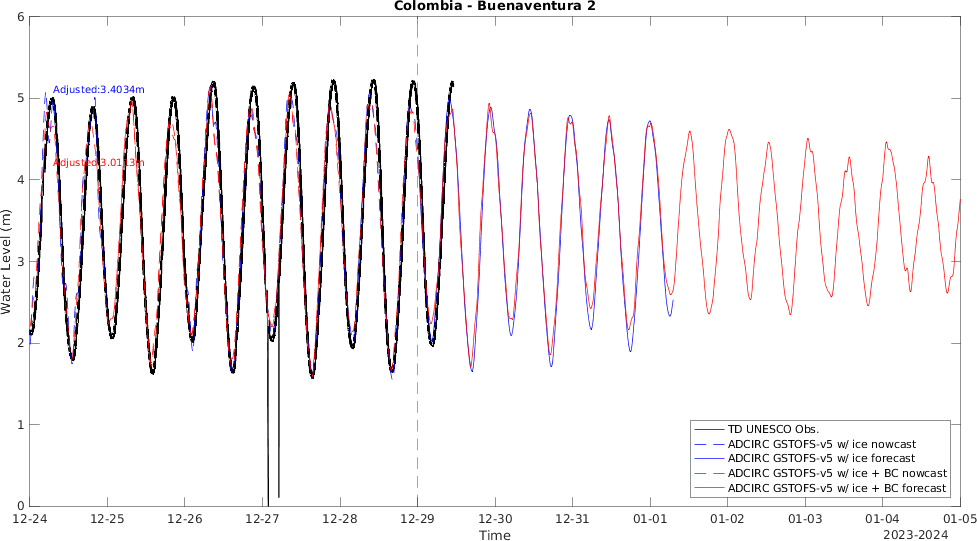 Colombia - Buenaventura 2
6
5
4
3
2
1
0
Water Level (m)
Adjusted:3.4034m
Adjusted:3.0113m
TD UNESCO Obs.
ADCIRC GSTOFS-v5 w/ ice nowcast
ADCIRC GSTOFS-v5 w/ ice forecast
ADCIRC GSTOFS-v5 w/ ice + BC nowcast
ADCIRC GSTOFS-v5 w/ ice + BC forecast
12-24 12-25 12-26 12-27 12-28 12-29 12-30 12-31 01-01 01-02 01-03 01-04 01-05
Time
2023-2024